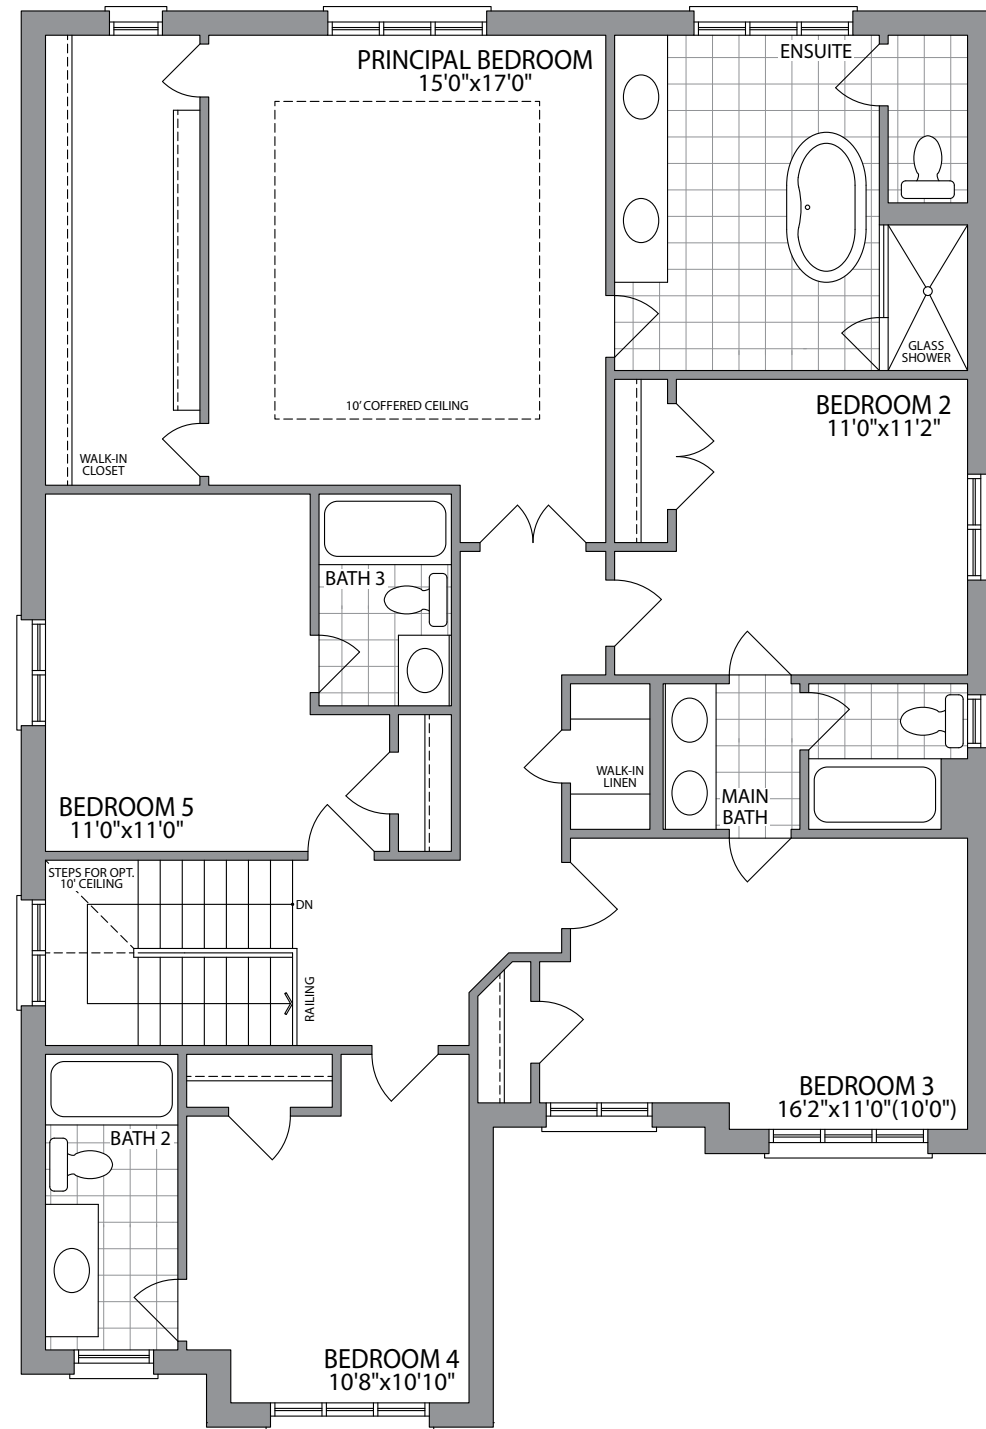 PRINCIPAL BEDROOM
15'0"x17'0"
ENSUITE
GLASS
SHOWER
10' COFFERED CEILING
WALK-IN
CLOSET
BEDROOM 2
11'0"x11'2"
BATH 3
WALK-IN
LINEN
MAIN
BATH
BEDROOM 5
11'0"x11'0"
STEPS FOR OPT.
10' CEILING
DN
RAILING
BEDROOM 3
16'2"x11'0"(10'0")
BATH 2
BEDROOM 4
10'8"x10'10"